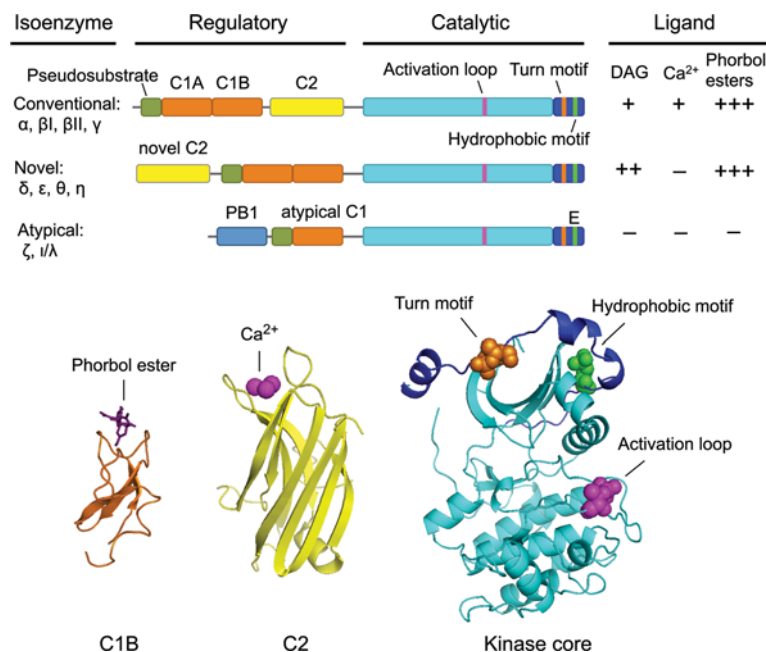 Isoenzyme Regulatory Catalytic Ligand
Pseudosubstrate C1A C1B C2 Activation loop Turn motif DAG Ca²⁺ Phorbol esters
Conventional: + + +++
α, βI, βII, γ Hydrophobic motif
novel C2
Novel: ++ – +++
δ, ε, θ, η
PB1 atypical C1 E
Atypical: – – –
ζ, ι/λ
Turn motif Hydrophobic motif
Ca²⁺
Phorbol ester
Activation loop
C1B C2 Kinase core